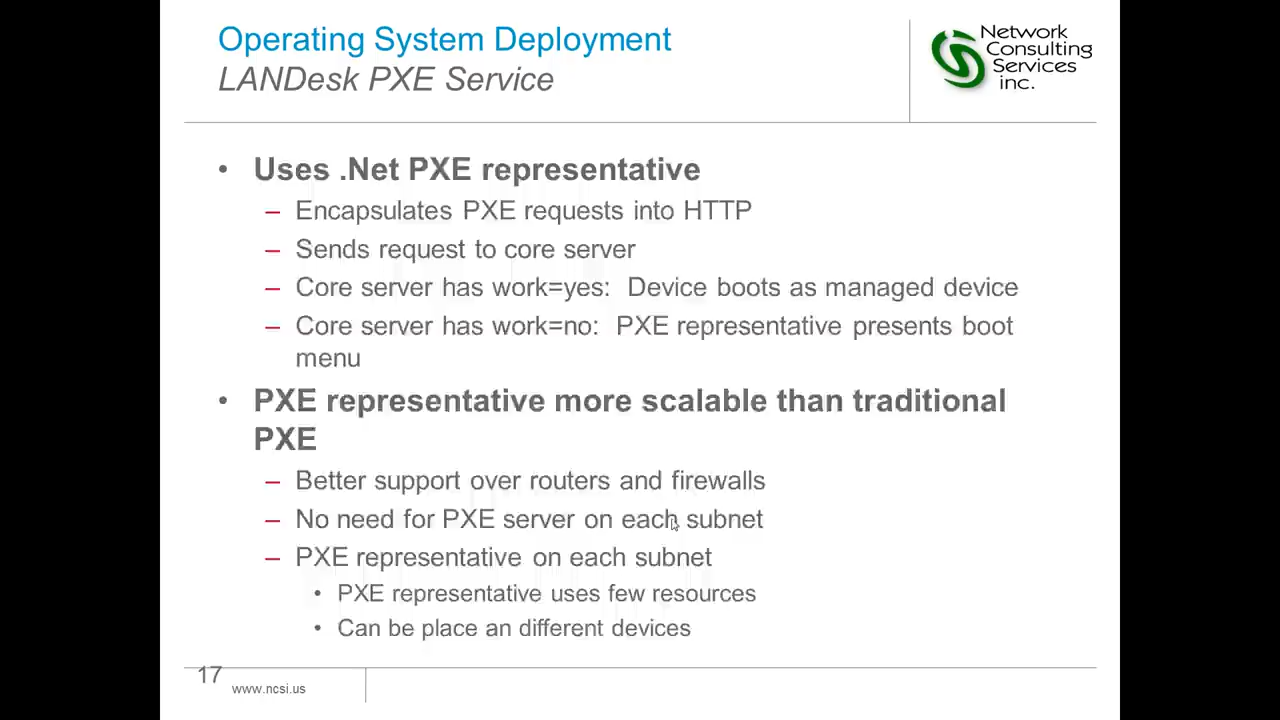 Operating System Deployment
LANDesk PXE Service
Network
Consulting
Services
inc.
• Uses .Net PXE representative
– Encapsulates PXE requests into HTTP
– Sends request to core server
– Core server has work=yes: Device boots as managed device
– Core server has work=no: PXE representative presents boot
menu
• PXE representative more scalable than traditional
PXE
– Better support over routers and firewalls
– No need for PXE server on each subnet
– PXE representative on each subnet
• PXE representative uses few resources
• Can be place an different devices
17
www.ncsi.us